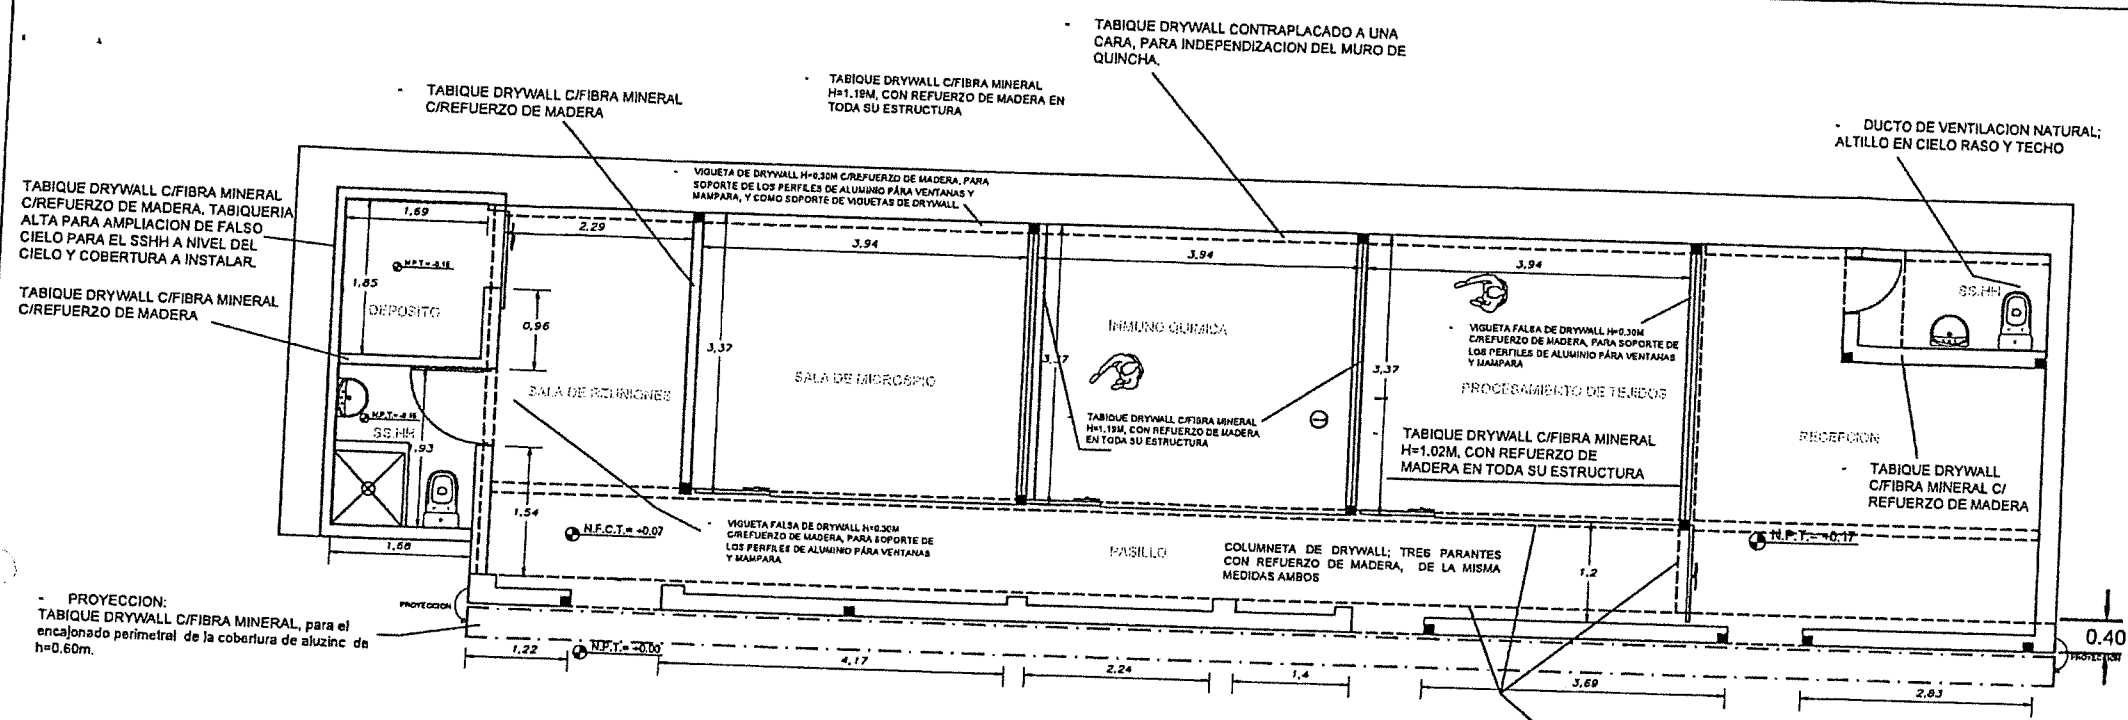 - TABIQUE DRYWALL CONTRAPLACADO A UNA
CARA, PARA INDEPENDIZACION DEL MURO DE
QUINCHA.
- TABIQUE DRYWALL C/FIBRA MINERAL
H=1.19M, CON REFUERZO DE MADERA EN
TODA SU ESTRUCTURA
- TABIQUE DRYWALL C/FIBRA MINERAL
C/REFUERZO DE MADERA
- DUCTO DE VENTILACION NATURAL;
ALTILLO EN CIELO RASO Y TECHO
- VIGUETA DE DRYWALL H=0.30M C/REFUERZO DE MADERA, PARA
SOPORTE DE LOS PERFILES DE ALUMINIO PARA VENTANAS Y
MAMPARA, Y COMO SOPORTE DE VIGUETAS DE DRYWALL
TABIQUE DRYWALL C/FIBRA MINERAL
C/REFUERZO DE MADERA. TABIQUERIA
ALTA PARA AMPLIACION DE FALSO
CIELO PARA EL SSHH A NIVEL DEL
CIELO Y COBERTURA A INSTALAR.
TABIQUE DRYWALL C/FIBRA MINERAL
C/REFUERZO DE MADERA
1,69
2,29
3,94
3,94
3,94
1,85
DEPOSITO
0,96
3,37
SALA DE REUNIONES
SALA DE MICROSPIO
INMUNO QUIMICA
3,37
- VIGUETA FALSA DE DRYWALL H=0.30M
C/REFUERZO DE MADERA, PARA SOPORTE DE
LOS PERFILES DE ALUMINIO PARA VENTANAS
Y MAMPARA
PROCESAMIENTO DE TEJIDOS
SS.HH
RECEPCION
TABIQUE DRYWALL C/FIBRA MINERAL
H=1.19M, CON REFUERZO DE MADERA
EN TODA SU ESTRUCTURA
TABIQUE DRYWALL C/FIBRA MINERAL
H=1.02M, CON REFUERZO DE
MADERA EN TODA SU ESTRUCTURA
- TABIQUE DRYWALL
C/FIBRA MINERAL C/
REFUERZO DE MADERA
SS.HH
,93
1,54
1,68
N.F.C.T.= +0.07
- VIGUETA FALSA DE DRYWALL H=0.30M
C/REFUERZO DE MADERA, PARA SOPORTE DE
LOS PERFILES DE ALUMINIO PARA VENTANAS
Y MAMPARA
PASILLO
COLUMNETA DE DRYWALL; TRES PARANTES
CON REFUERZO DE MADERA, DE LA MISMA
MEDIDAS AMBOS
1,2
N.P.T.= +0.17
- PROYECCION:
TABIQUE DRYWALL C/FIBRA MINERAL, para el
encajonado perimetral de la cobertura de aluzinc de
h=0.60m.
PROYECCION
1,22
N.P.T.= +0.00
4,17
2,24
1,4
3,69
2,83
0.40
PROYECCION